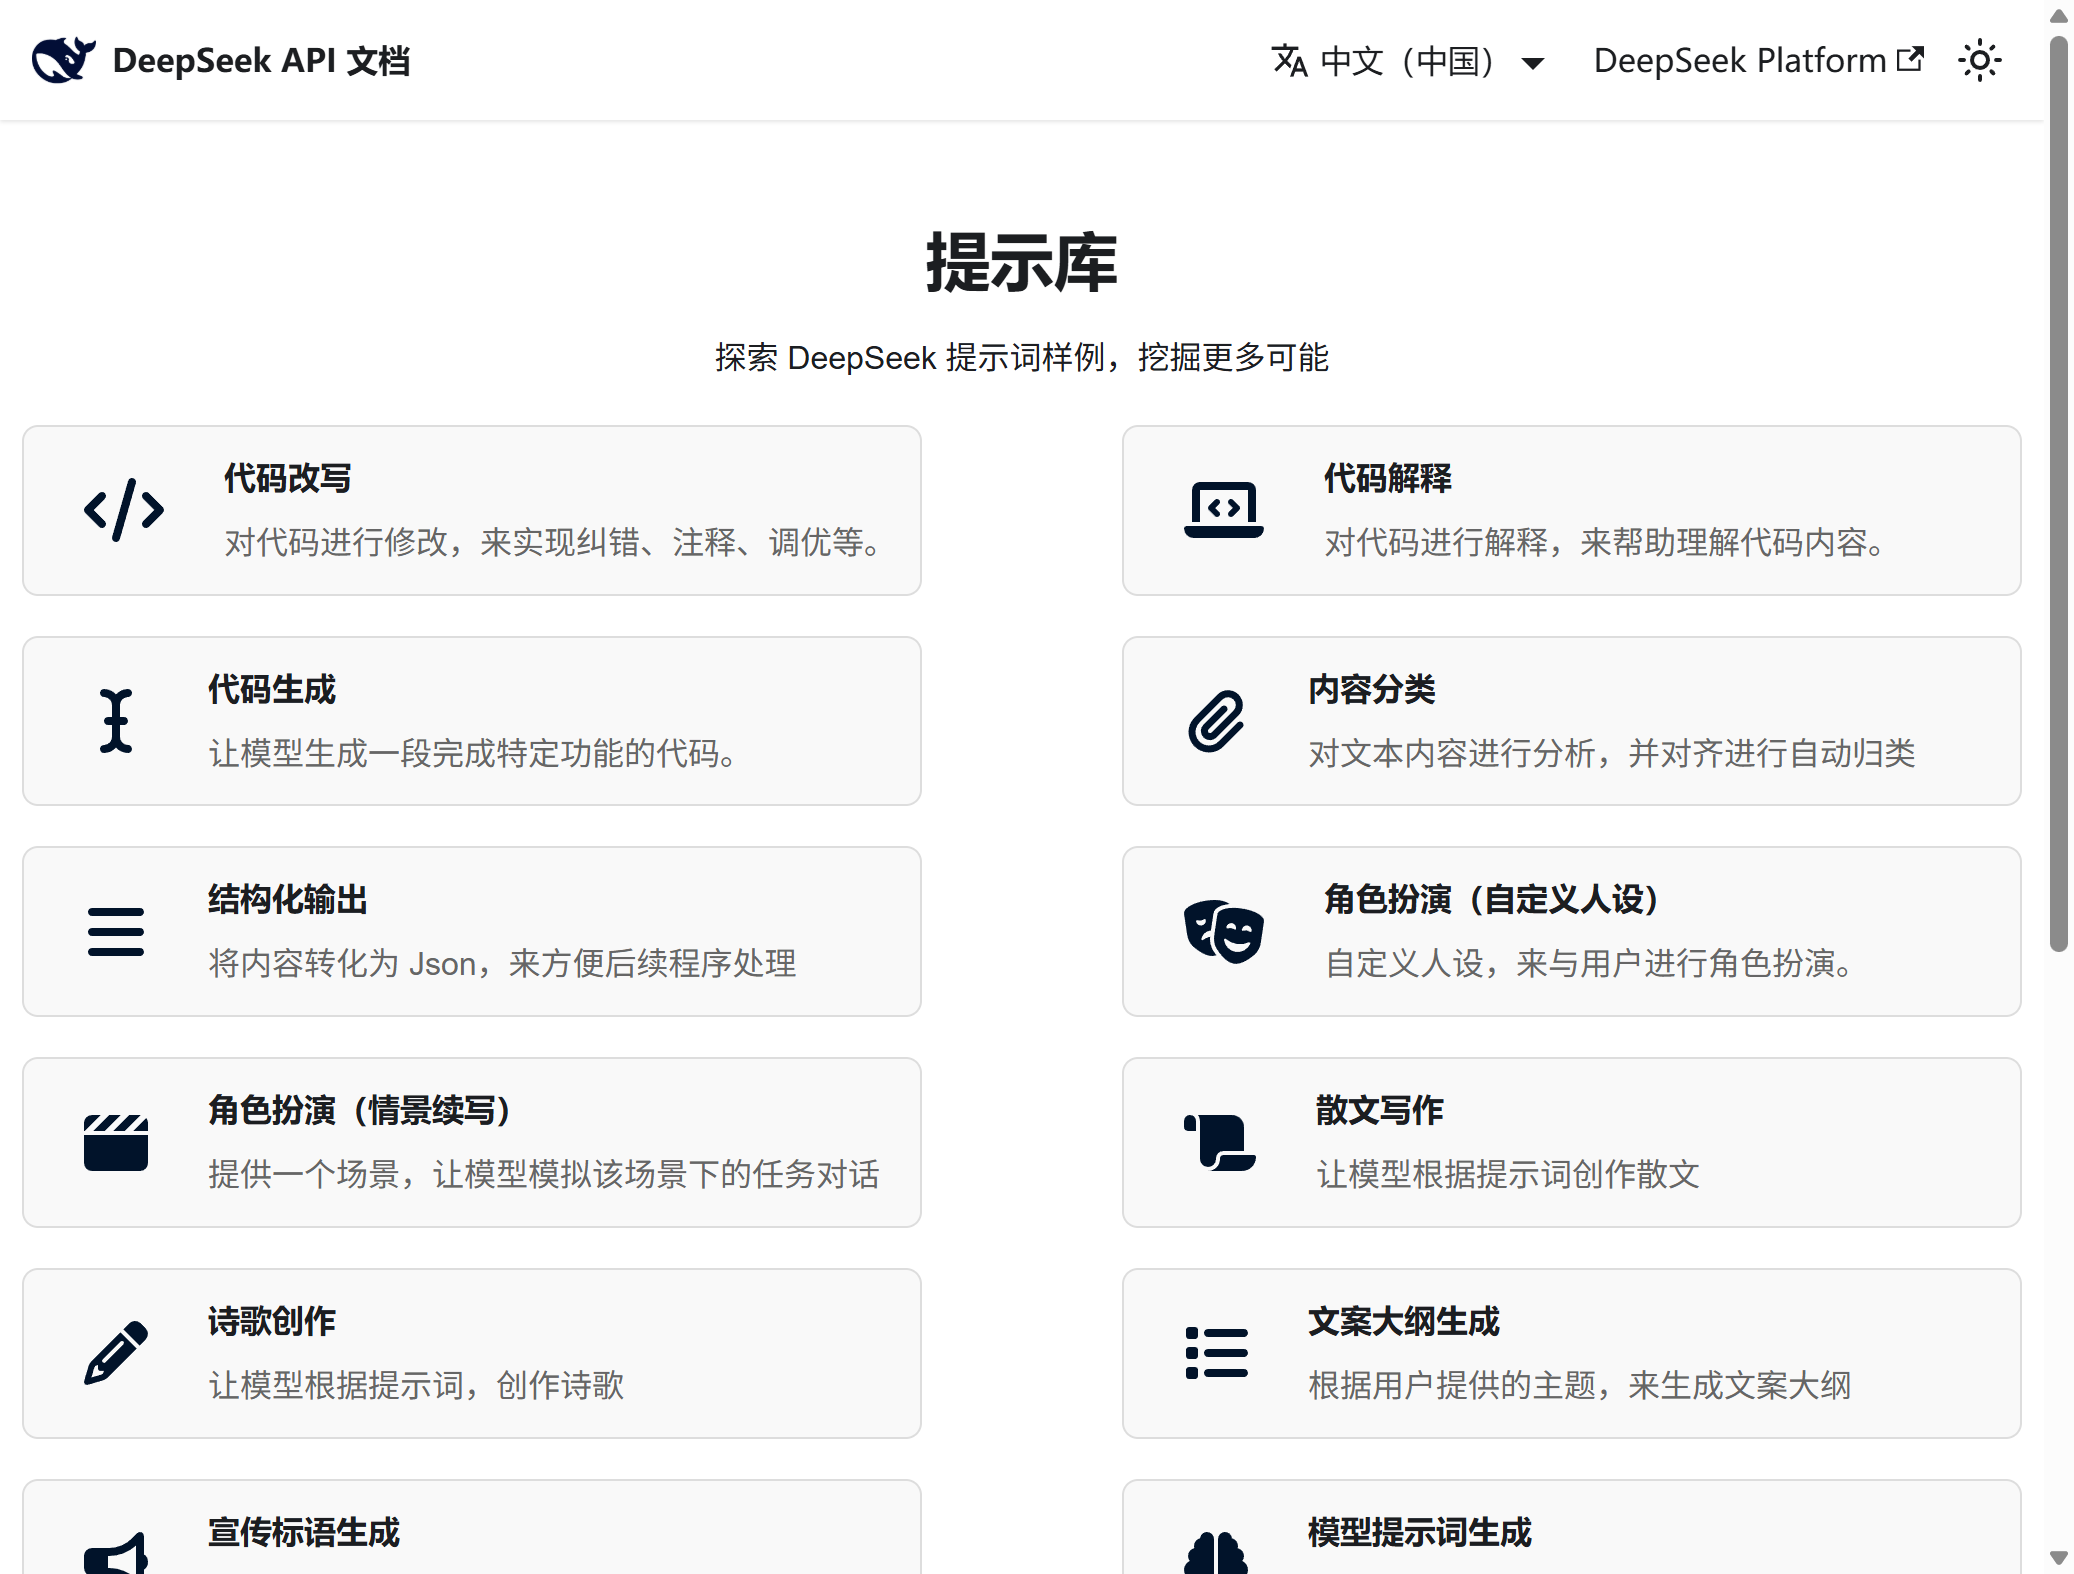 DeepSeek API 文档
中文（中国）
DeepSeek Platform
提示库
探索 DeepSeek 提示词样例，挖掘更多可能
代码改写
对代码进行修改，来实现纠错、注释、调优等。
代码解释
对代码进行解释，来帮助理解代码内容。
代码生成
让模型生成一段完成特定功能的代码。
内容分类
对文本内容进行分析，并对齐进行自动归类
结构化输出
将内容转化为 Json，来方便后续程序处理
角色扮演（自定义人设）
自定义人设，来与用户进行角色扮演。
角色扮演（情景续写）
提供一个场景，让模型模拟该场景下的任务对话
散文写作
让模型根据提示词创作散文
诗歌创作
让模型根据提示词，创作诗歌
文案大纲生成
根据用户提供的主题，来生成文案大纲
宣传标语生成
模型提示词生成